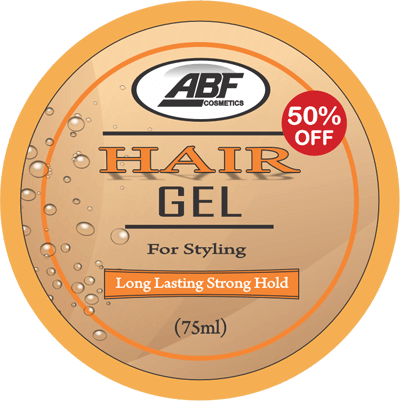 ABF
COSMETICS
50%
OFF
HAIR
GEL
For Styling
Long Lasting Strong Hold
(75ml)